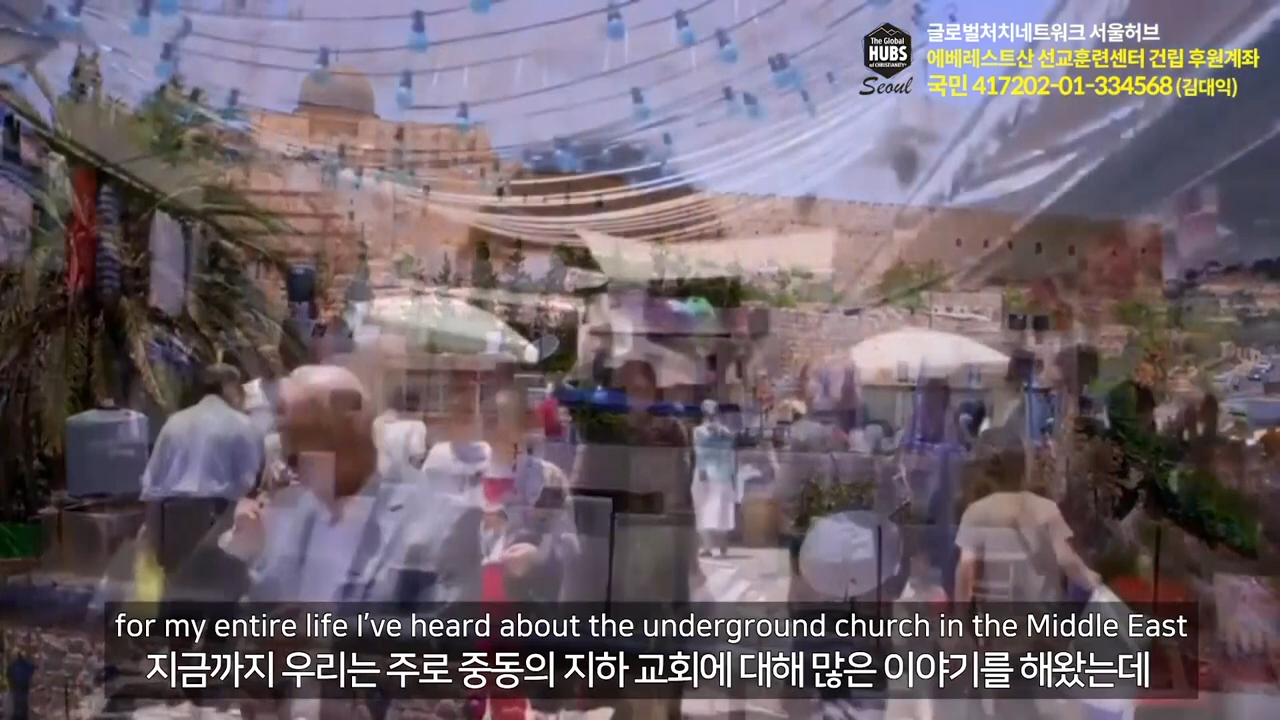 The Global
HUBS
of CHRISTIANITY
Seoul
글로벌처치네트워크 서울허브
에베레스트산 선교훈련센터 건립 후원계좌
국민 417202-01-334568 (김대익)
for my entire life I've heard about the underground church in the Middle East
지금까지 우리는 주로 중동의 지하 교회에 대해 많은 이야기를 해왔는데